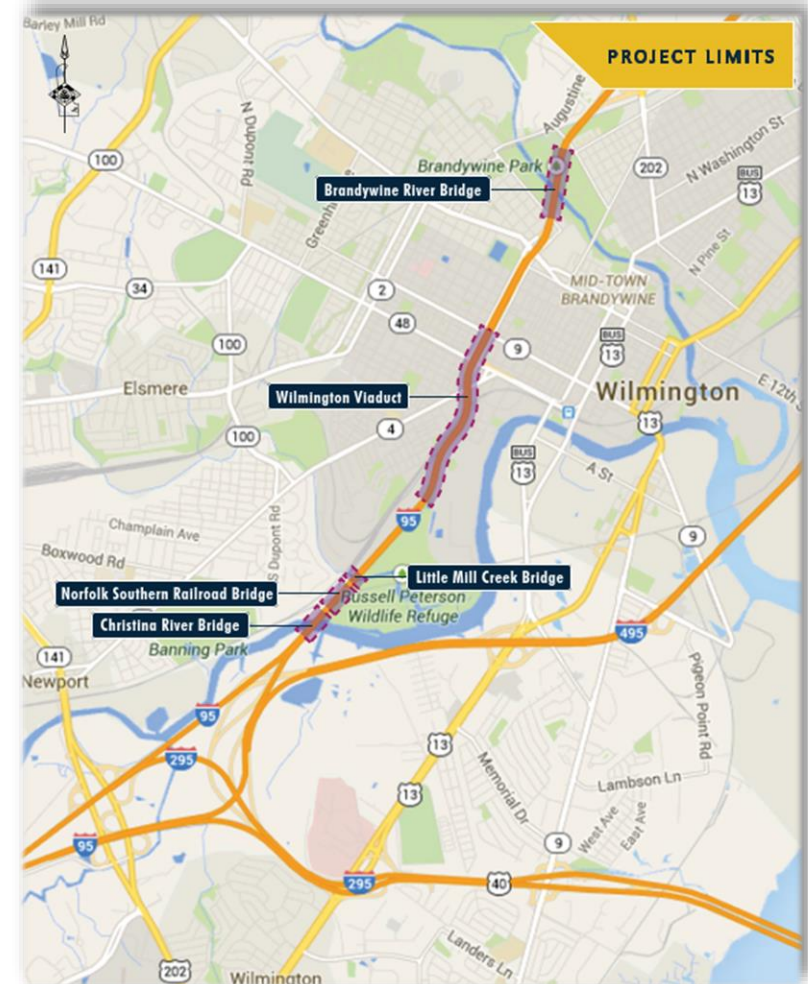 Barley Mill Rd
PROJECT LIMITS
Augustine
N Dupont Rd
N Washington St
100
Brandywine Park
202
BUS
13
Brandywine River Bridge
N Pine St
141
34
2
MID-TOWN
BRANDYWINE
48
BUS
13
100
9
Elsmere
Wilmington Viaduct
Wilmington
13
4
100
BUS
13
A St
95
9
Champlain Ave
S Dupont Rd
Boxwood Rd
Little Mill Creek Bridge
Norfolk Southern Railroad Bridge
Russell Peterson
Wildlife Refuge
Christina River Bridge
Banning Park
495
141
Newport
Pigeon Point Rd
95
295
13
Memorial Dr
13
Lambson Ln
West Ave
East Ave
95
9
295
40
Landers Ln
202
Wilmington